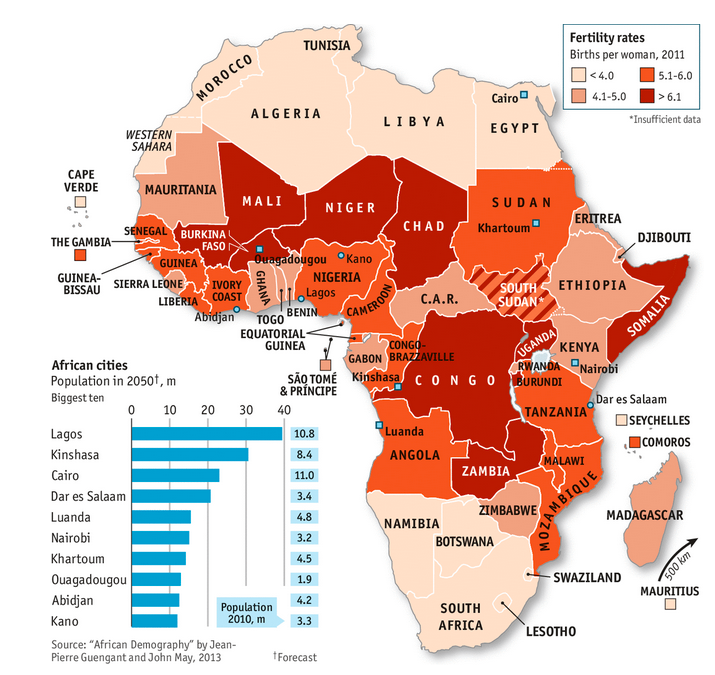 Fertility rates
Births per woman, 2011
< 4.0
5.1-6.0
4.1-5.0
> 6.1
*Insufficient data
TUNISIA
MOROCCO
ALGERIA
LIBYA
Cairo
EGYPT
WESTERN
SAHARA
CAPE
VERDE
MAURITANIA
MALI
NIGER
CHAD
SUDAN
Khartoum
ERITREA
DJIBOUTI
SENEGAL
THE GAMBIA
BURKINA
FASO
Ouagadougou
Kano
GUINEA-
BISSAU
GUINEA
SIERRA LEONE
LIBERIA
IVORY
COAST
GHANA
NIGERIA
Lagos
BENIN
TOGO
Abidjan
CAMEROON
C.A.R.
SOUTH
SUDAN*
ETHIOPIA
SOMALIA
EQUATORIAL
GUINEA
GABON
CONGO-
BRAZZAVILLE
Kinshasa
CONGO
UGANDA
KENYA
Nairobi
RWANDA
BURUNDI
SÃO TOMÉ
& PRÍNCIPE
TANZANIA
Dar es Salaam
SEYCHELLES
COMOROS
Luanda
ANGOLA
ZAMBIA
MALAWI
MOZAMBIQUE
ZIMBABWE
NAMIBIA
BOTSWANA
MADAGASCAR
500 km
MAURITIUS
SWAZILAND
SOUTH
AFRICA
LESOTHO
African cities
Population in 2050†, m
Biggest ten
0 10 20 30 40
Lagos 10.8
Kinshasa 8.4
Cairo 11.0
Dar es Salaam 3.4
Luanda 4.8
Nairobi 3.2
Khartoum 4.5
Ouagadougou 1.9
Abidjan 4.2
Kano 3.3
Population
2010, m
Source: “African Demography” by Jean-
Pierre Guengant and John May, 2013
†Forecast